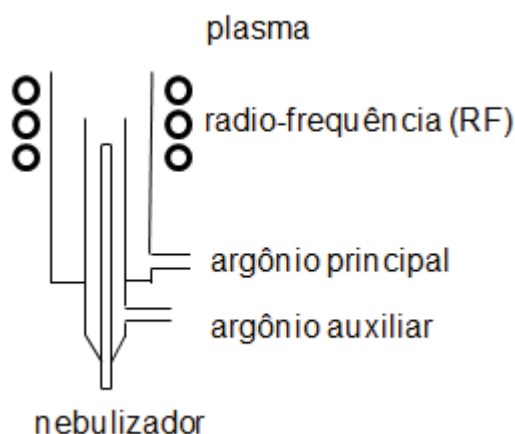 plasma
radio-frequência (RF)
argônio principal
argônio auxiliar
nebulizador